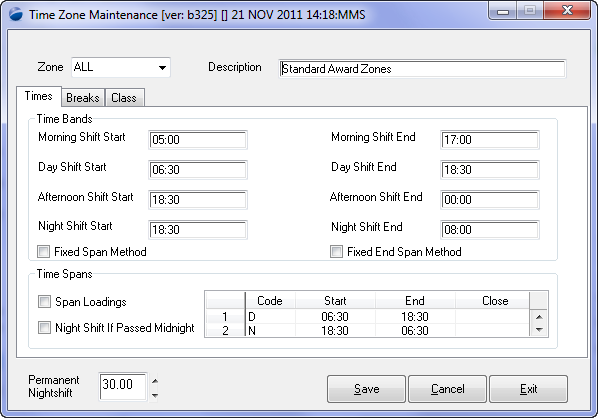 Time Zone Maintenance [ver: b325] [] 21 NOV 2011 14:18:MMS
Zone ALL Description Standard Award Zones
Times Breaks Class
Time Bands
Morning Shift Start 05:00 Morning Shift End 17:00
Day Shift Start 06:30 Day Shift End 18:30
Afternoon Shift Start 18:30 Afternoon Shift End 00:00
Night Shift Start 18:30 Night Shift End 08:00
Fixed Span Method Fixed End Span Method
Time Spans
Span Loadings
Night Shift If Passed Midnight
Code Start End Close
1 D 06:30 18:30
2 N 18:30 06:30
Permanent
Nightshift
30.00
Save Cancel Exit